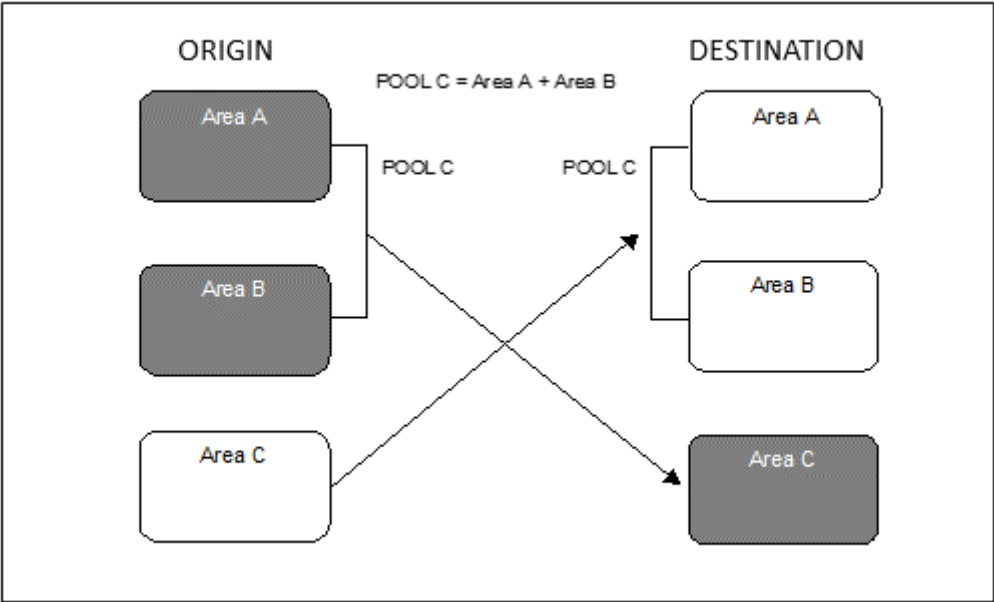 ORIGIN
DESTINATION
POOL C = Area A + Area B
Area A
Area A
POOL C
POOL C
Area B
Area B
Area C
Area C